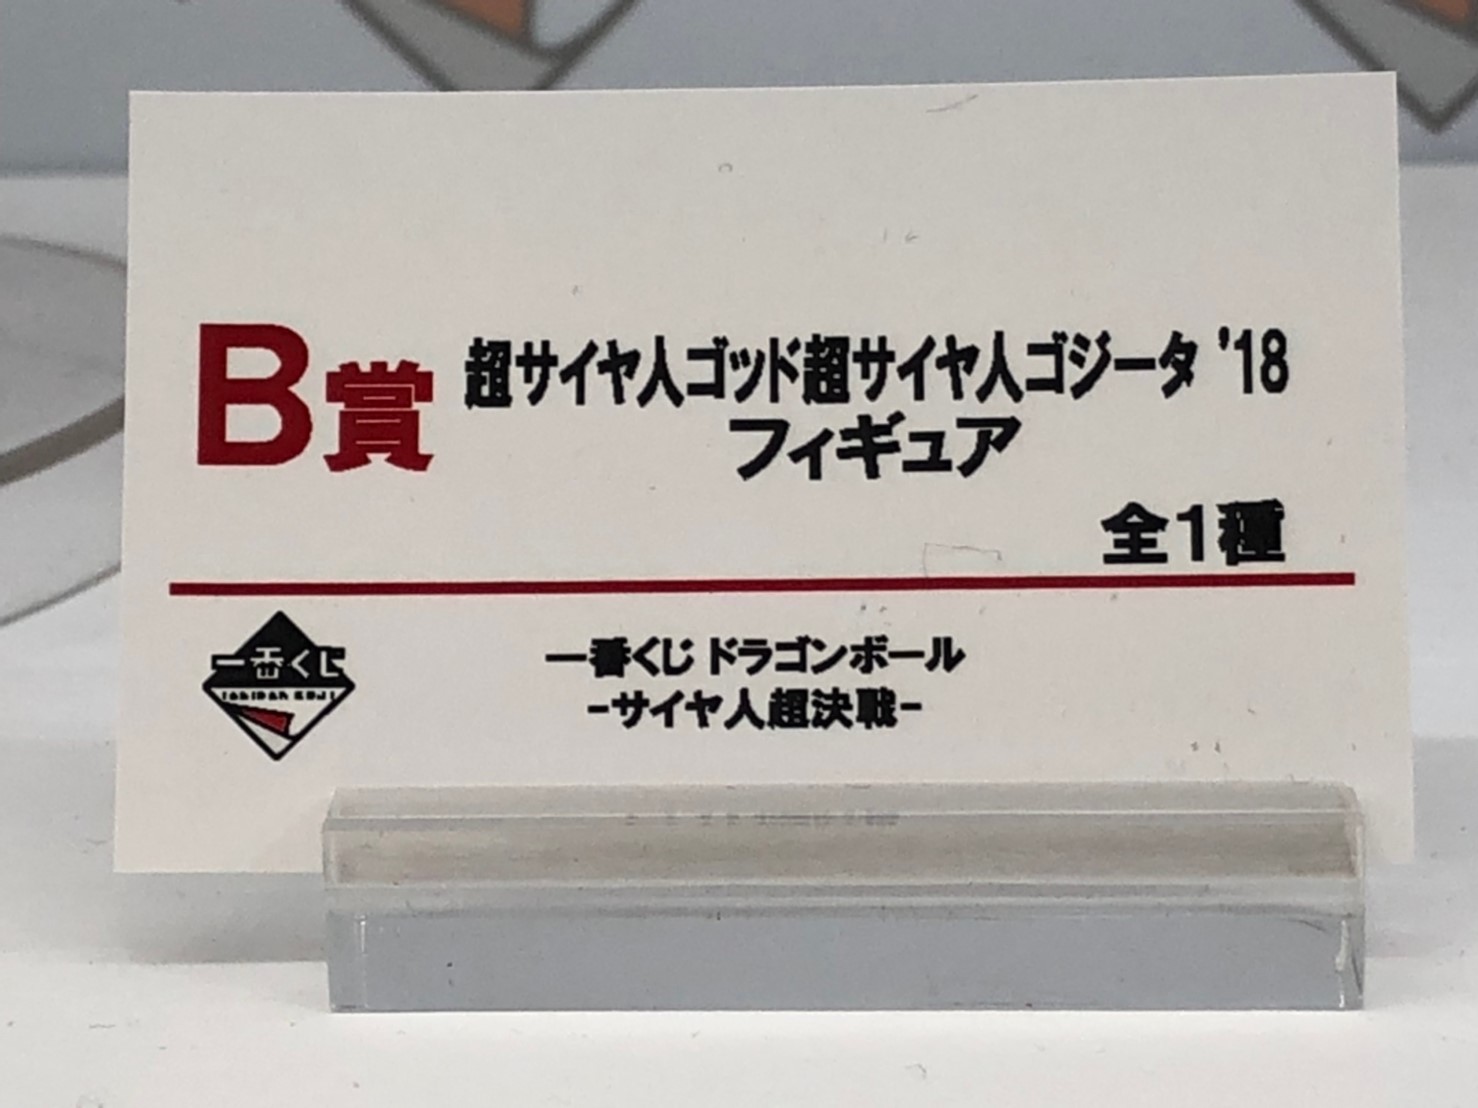 B賞
超サイヤ人ゴッド超サイヤ人ゴジータ '18
フィギュア
全1種
一番くじ
ICHIBAN KUJI
一番くじ ドラゴンボール
-サイヤ人超決戦-